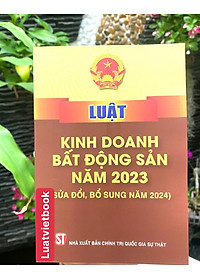 LUẬT
KINH DOANH
BẤT ĐỘNG SẢN
NĂM 2023
(SỬA ĐỔI, BỔ SUNG NĂM 2024)
ST NHÀ XUẤT BẢN CHÍNH TRỊ QUỐC GIA SỰ THẬT
Luatvietbook